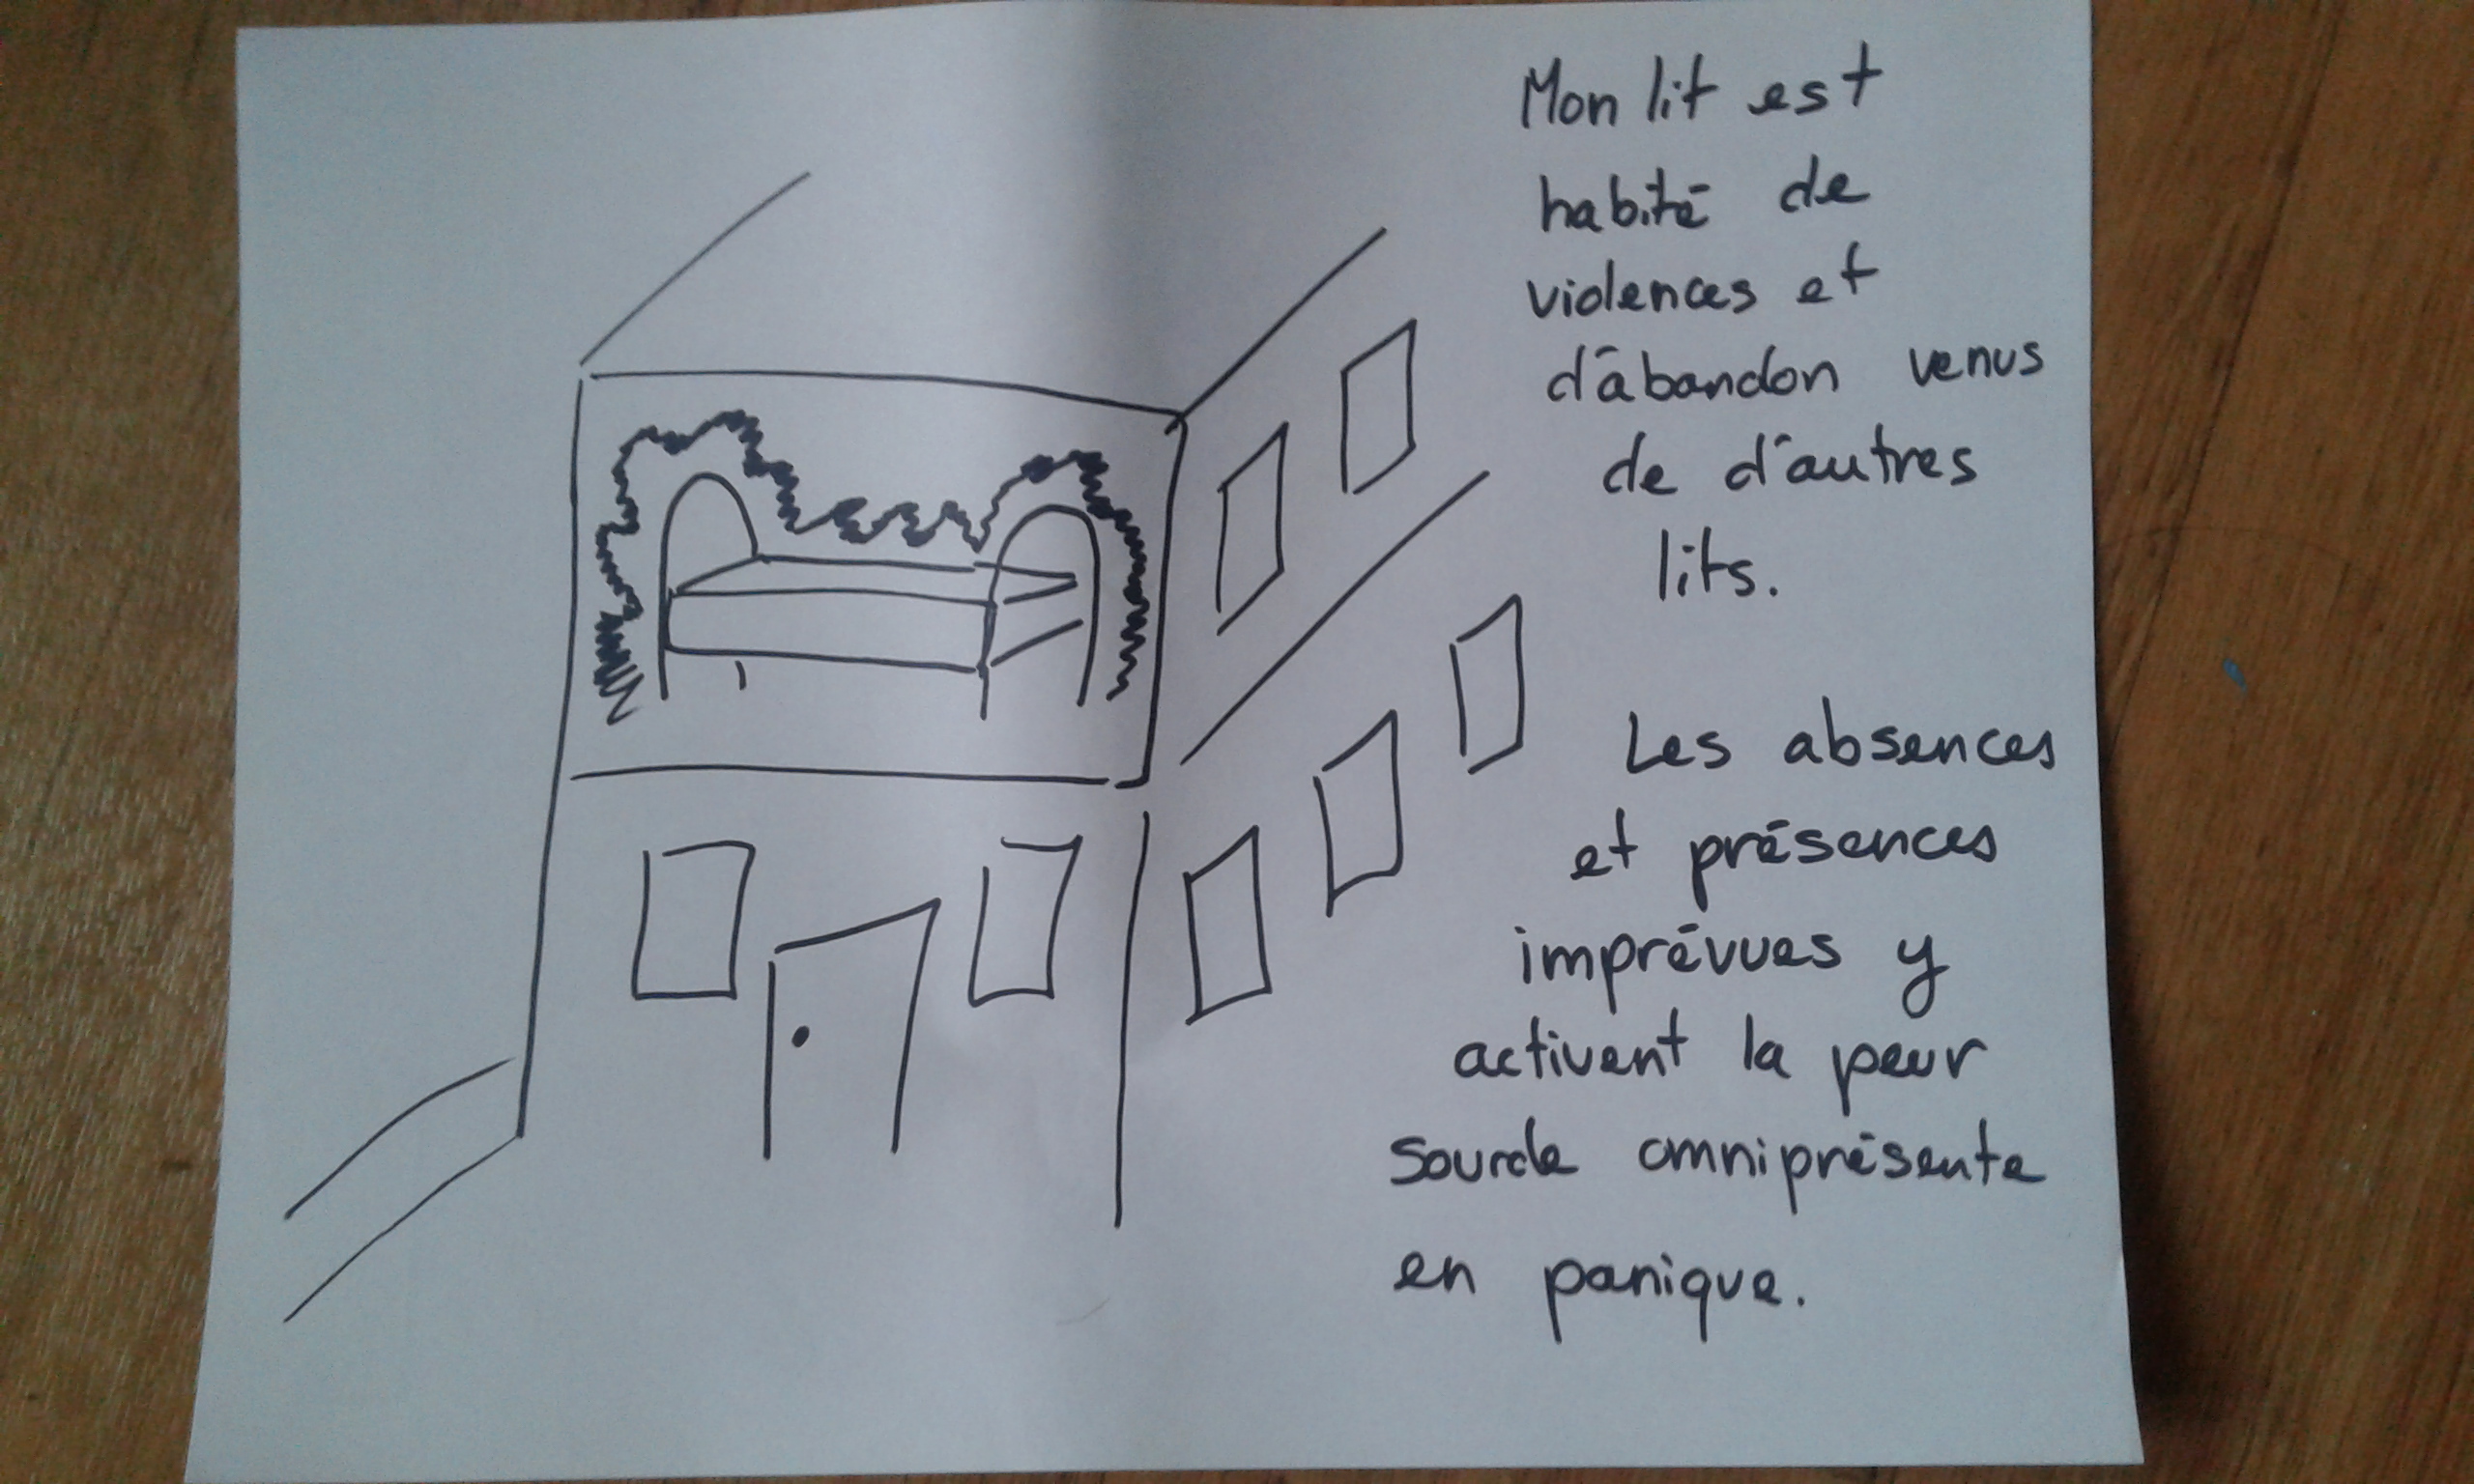 Mon lit est
habité de
violences et
d'abandon venus
de d'autres
lits.
Les absences
et présences
imprévues y
activent la peur
sourde omniprésente
en panique.